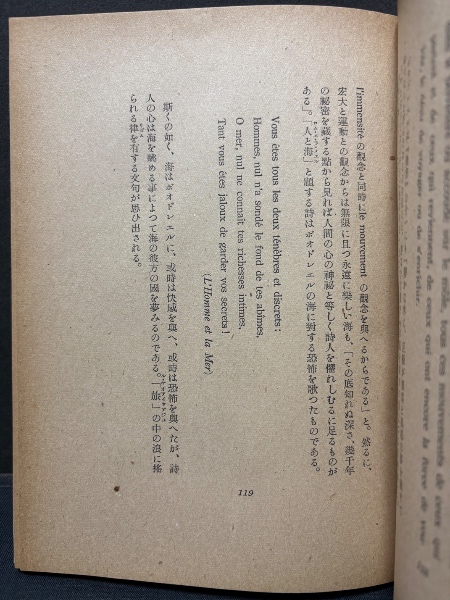 l'immensité の觀念と同時に le mouvement の觀念を與へるからである」と。然るに、
宏大と運動との觀念からは無限に且つ永遠に樂しい海も、「その底知れぬ深さ、幾千年
の祕密を藏する點から見れば人間の心の神祕と等しく詩人を懼れしむるに足るものが
ある」。「人と海」と題する詩はボオドレエルの海に對する恐怖を歌つたものである。
Vous êtes tous les deux ténébreux et discrets :
Hommes, nul n'a sondé le fond de tes abîmes,
O mer, nul ne connaît tes richesses intimes,
Tant vous êtes jaloux de garder vos secrets !
(L'Homme et la Mer)
斯くの如く、海はボオドレエルに、或時は快感を與へ、或時は恐怖を與へたが、詩
人の心は海を眺める事によつて海の彼方の國を夢みるのである。「旅」の中の浪に搖
られる律を有する文句が思ひ出される。
119